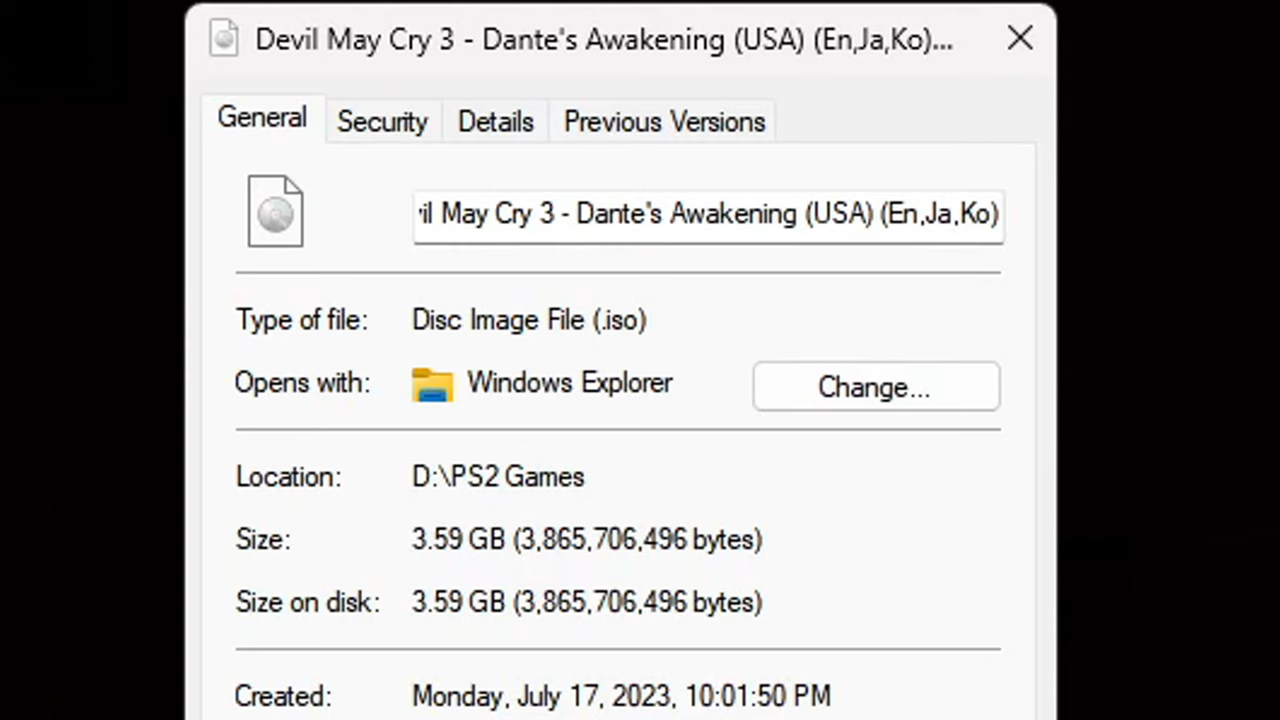 Devil May Cry 3 - Dante's Awakening (USA) (En,Ja,Ko)...
General Security Details Previous Versions
il May Cry 3 - Dante's Awakening (USA) (En,Ja,Ko)
Type of file: Disc Image File (.iso)
Opens with: Windows Explorer Change...
Location: D:\PS2 Games
Size: 3.59 GB (3,865,706,496 bytes)
Size on disk: 3.59 GB (3,865,706,496 bytes)
Created: Monday, July 17, 2023, 10:01:50 PM